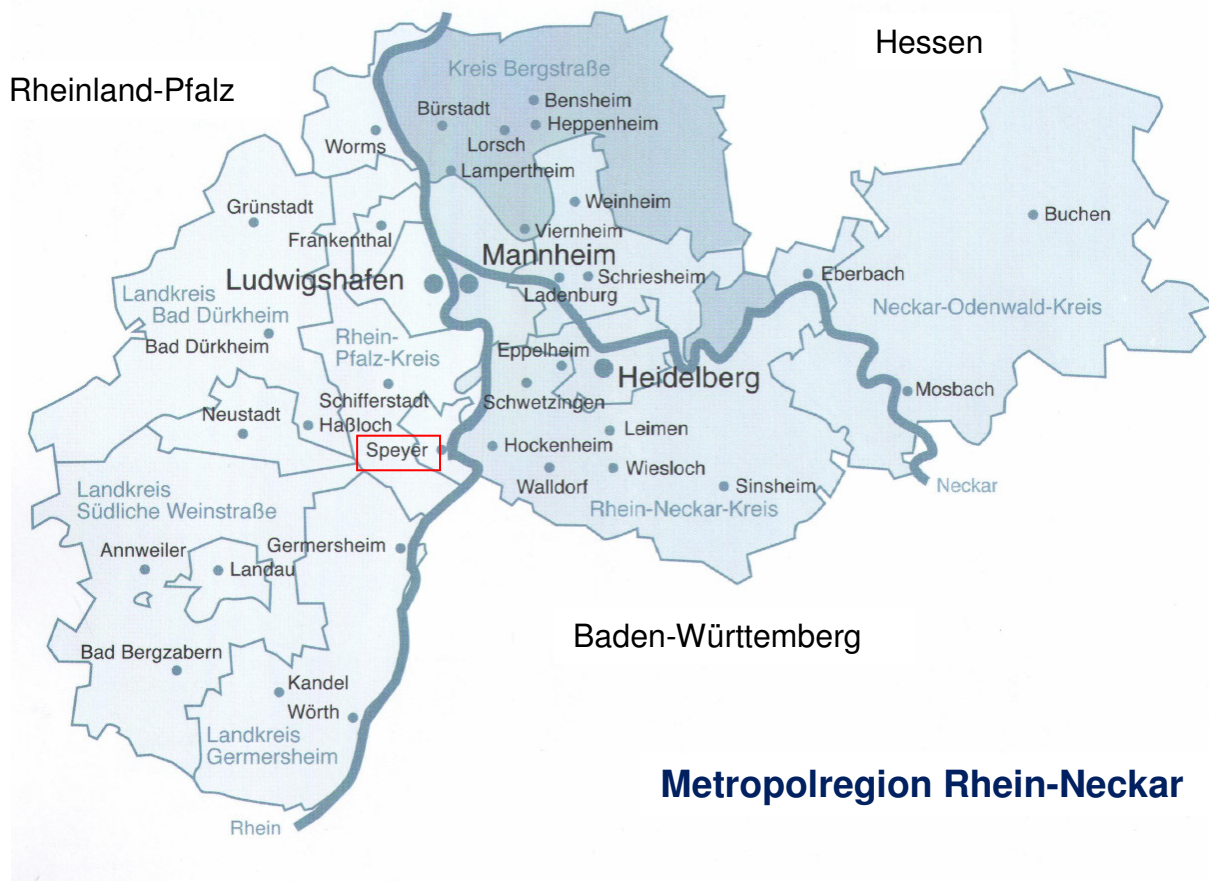 Hessen
Rheinland-Pfalz
Kreis Bergstraße
Bensheim
Bürstadt
Heppenheim
Worms
Lorsch
Lampertheim
Weinheim
Grünstadt
Buchen
Frankenthal
Viernheim
Mannheim
Ludwigshafen
Schriesheim
Eberbach
Ladenburg
Landkreis
Bad Dürkheim
Neckar-Odenwald-Kreis
Rhein-
Pfalz-Kreis
Bad Dürkheim
Eppelheim
Heidelberg
Mosbach
Schifferstadt
Schwetzingen
Neustadt
Haßloch
Leimen
Speyer
Hockenheim
Wiesloch
Walldorf
Sinsheim
Neckar
Landkreis
Südliche Weinstraße
Rhein-Neckar-Kreis
Germersheim
Annweiler
Landau
Baden-Württemberg
Bad Bergzabern
Kandel
Wörth
Landkreis
Germersheim
Metropolregion Rhein-Neckar
Rhein